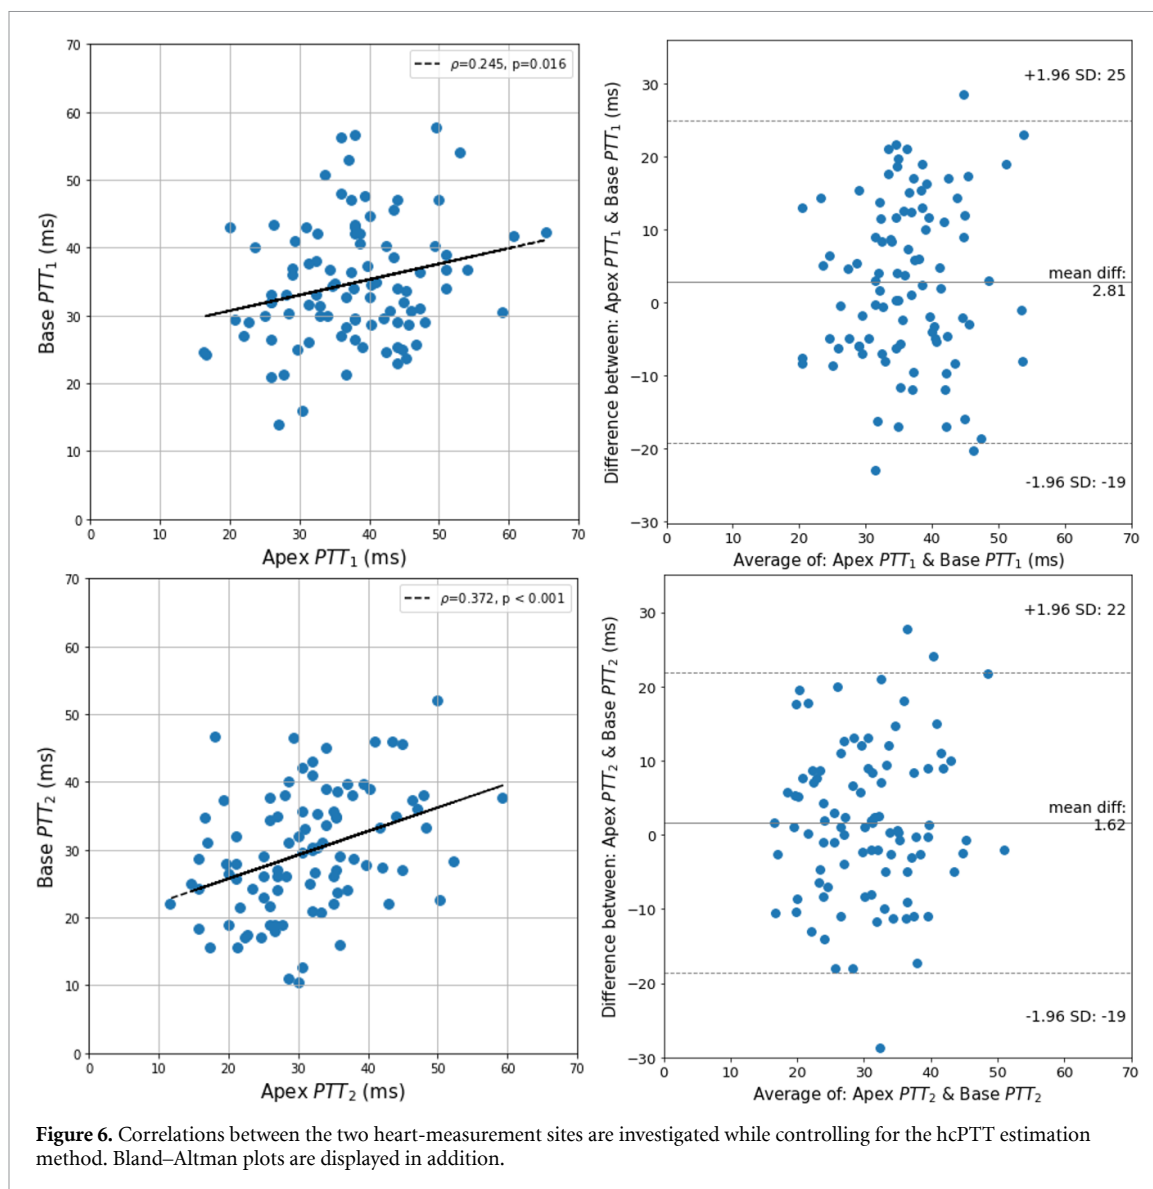 70
60
50
40
30
20
10
0
Base PTT₁ (ms)
ρ=0.245, p=0.016
0 10 20 30 40 50 60 70
Apex PTT₁ (ms)
30
20
10
0
−10
−20
−30
Difference between: Apex PTT₁ & Base PTT₁ (ms)
+1.96 SD: 25
mean diff:
2.81
-1.96 SD: -19
0 10 20 30 40 50 60 70
Average of: Apex PTT₁ & Base PTT₁ (ms)
70
60
50
40
30
20
10
0
Base PTT₂ (ms)
ρ=0.372, p < 0.001
0 10 20 30 40 50 60 70
Apex PTT₂ (ms)
30
20
10
0
−10
−20
−30
Difference between: Apex PTT₂ & Base PTT₂ (ms)
+1.96 SD: 22
mean diff:
1.62
-1.96 SD: -19
0 10 20 30 40 50 60 70
Average of: Apex PTT₂ & Base PTT₂
Figure 6. Correlations between the two heart-measurement sites are investigated while controlling for the hcPTT estimation
method. Bland–Altman plots are displayed in addition.